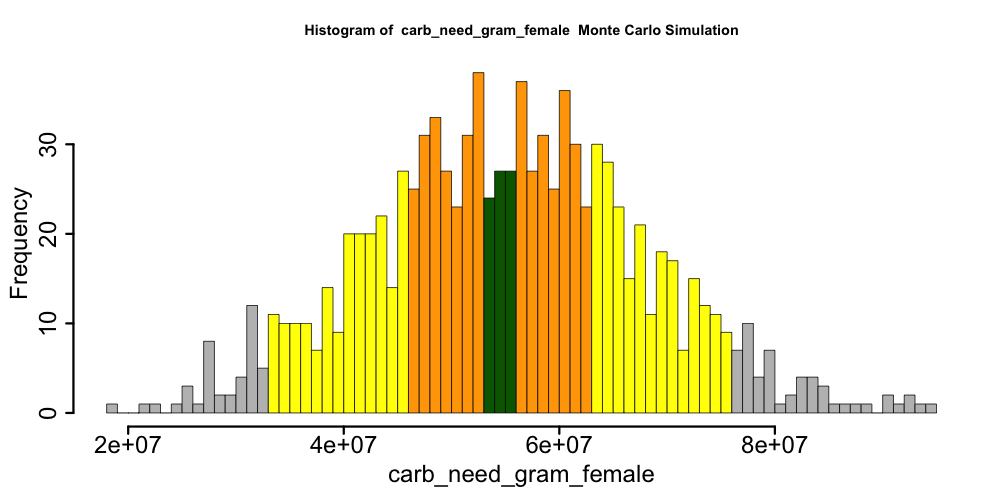 Histogram of carb_need_gram_female Monte Carlo Simulation
Frequency
30
20
10
0
2e+07 4e+07 6e+07 8e+07
carb_need_gram_female